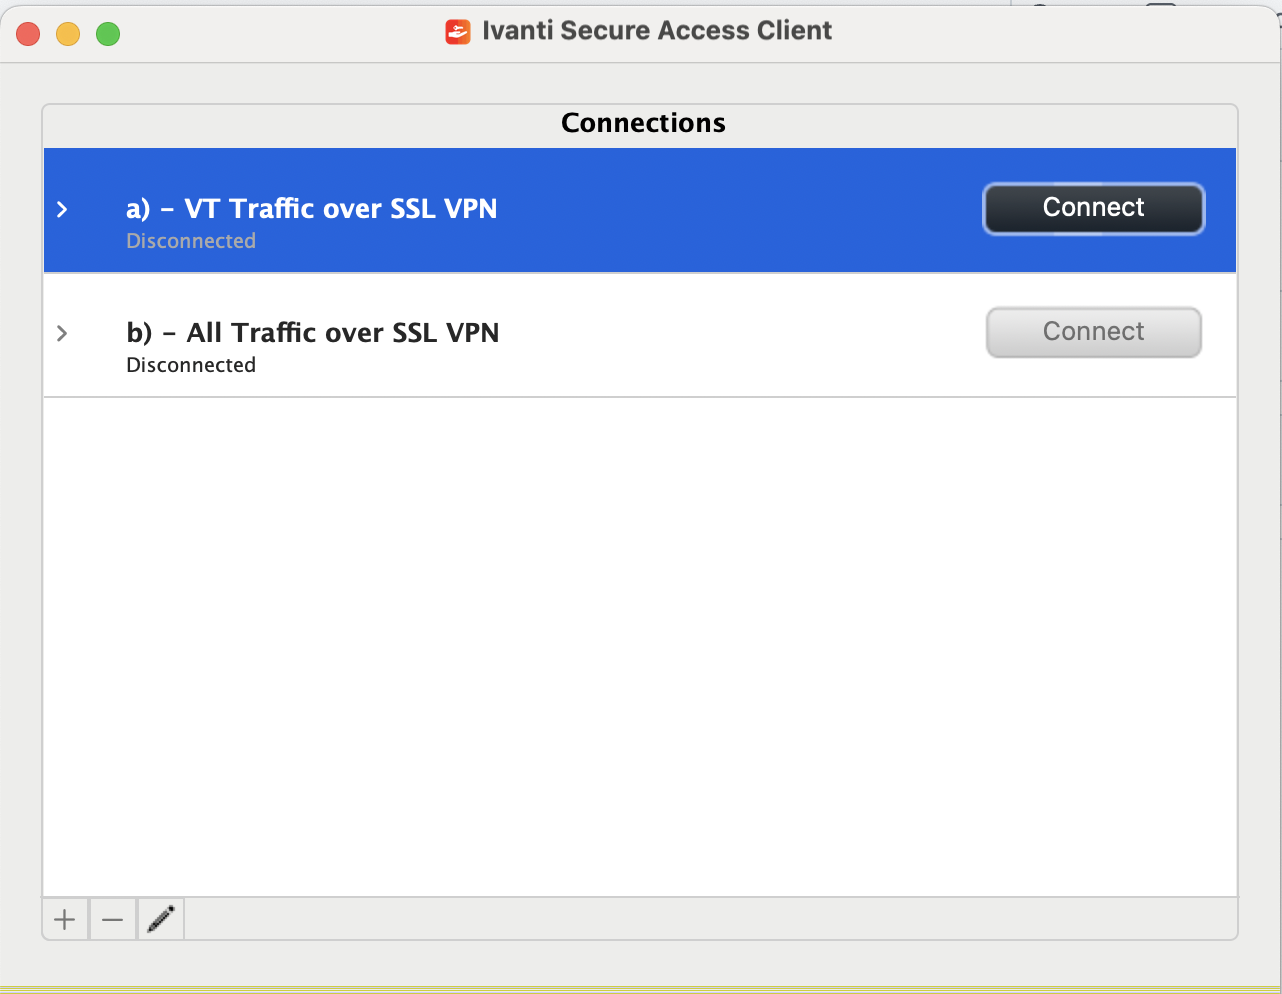 Ivanti Secure Access Client
Connections
a) – VT Traffic over SSL VPN
Connect
Disconnected
b) – All Traffic over SSL VPN
Connect
Disconnected